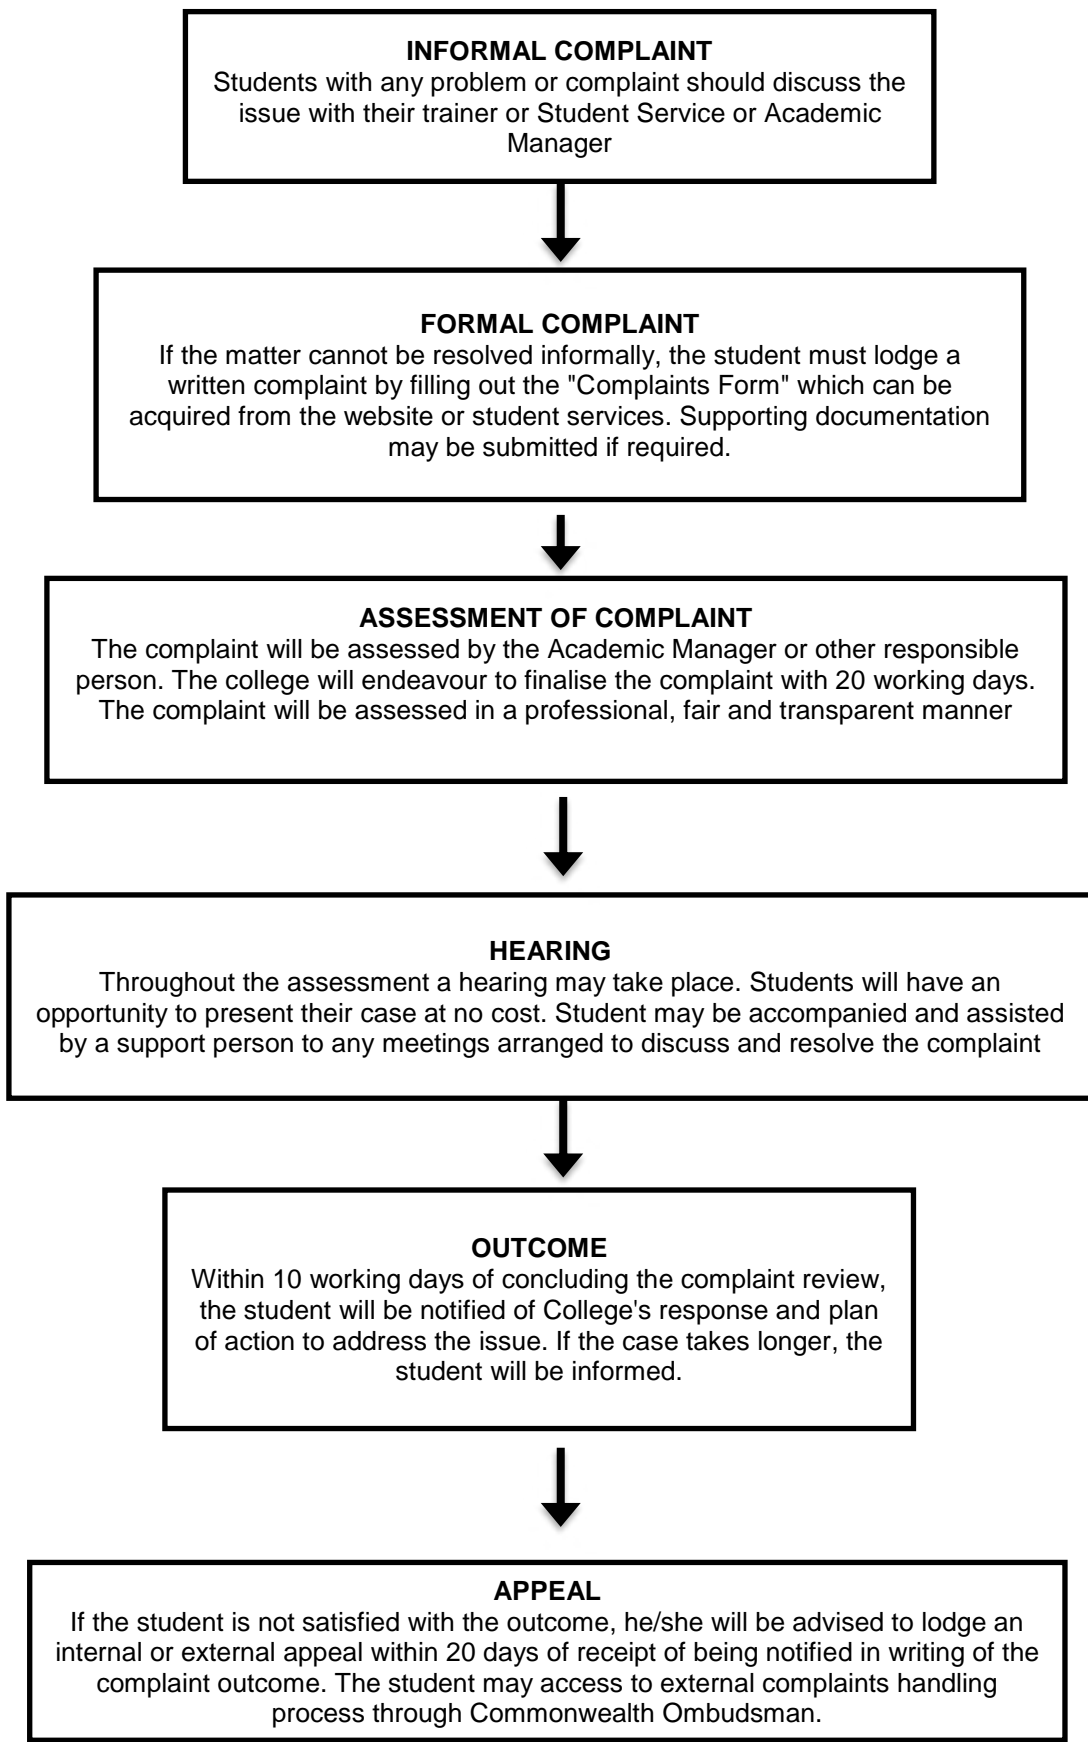 INFORMAL COMPLAINT
Students with any problem or complaint should discuss the
issue with their trainer or Student Service or Academic
Manager
FORMAL COMPLAINT
If the matter cannot be resolved informally, the student must lodge a
written complaint by filling out the "Complaints Form" which can be
acquired from the website or student services. Supporting documentation
may be submitted if required.
ASSESSMENT OF COMPLAINT
The complaint will be assessed by the Academic Manager or other responsible
person. The college will endeavour to finalise the complaint with 20 working days.
The complaint will be assessed in a professional, fair and transparent manner
HEARING
Throughout the assessment a hearing may take place. Students will have an
opportunity to present their case at no cost. Student may be accompanied and assisted
by a support person to any meetings arranged to discuss and resolve the complaint
OUTCOME
Within 10 working days of concluding the complaint review,
the student will be notified of College's response and plan
of action to address the issue. If the case takes longer, the
student will be informed.
APPEAL
If the student is not satisfied with the outcome, he/she will be advised to lodge an
internal or external appeal within 20 days of receipt of being notified in writing of the
complaint outcome. The student may access to external complaints handling
process through Commonwealth Ombudsman.